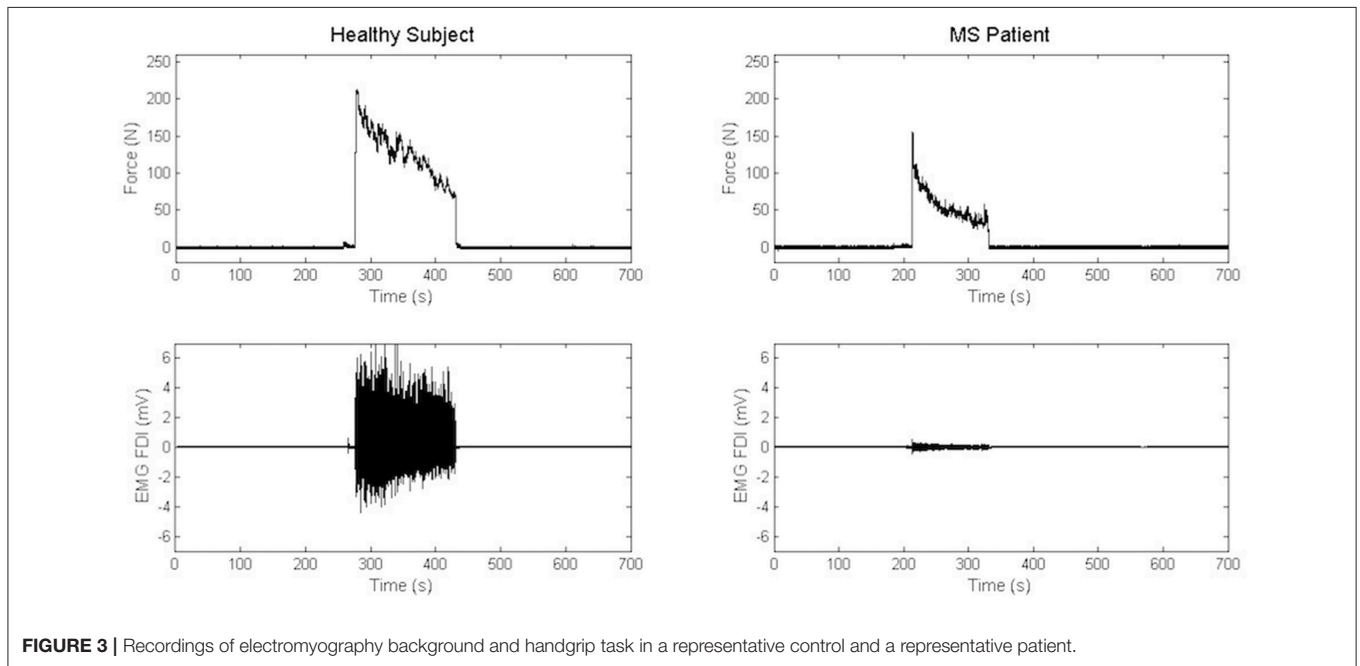 Healthy Subject
MS Patient
250
200
150
100
50
0
Force (N)
0 100 200 300 400 500 600 700
Time (s)
250
200
150
100
50
0
Force (N)
0 100 200 300 400 500 600 700
Time (s)
6
4
2
0
-2
-4
-6
EMG FDI (mV)
0 100 200 300 400 500 600 700
Time (s)
6
4
2
0
-2
-4
-6
EMG FDI (mV)
0 100 200 300 400 500 600 700
Time (s)
FIGURE 3 | Recordings of electromyography background and handgrip task in a representative control and a representative patient.